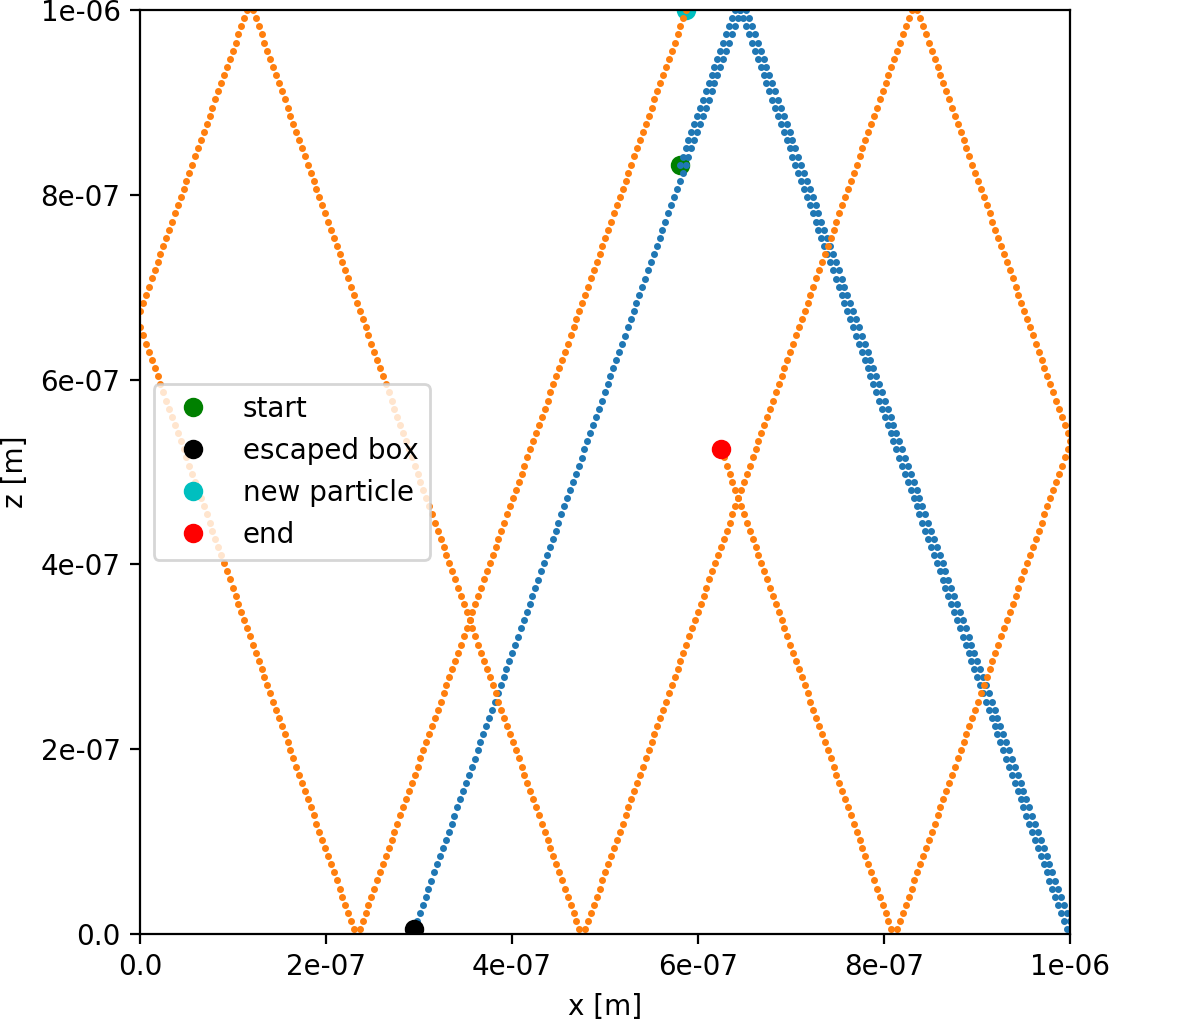 1e-06
8e-07
6e-07
4e-07
2e-07
0.0
z [m]
start
escaped box
new particle
end
0.0 2e-07 4e-07 6e-07 8e-07 1e-06
x [m]